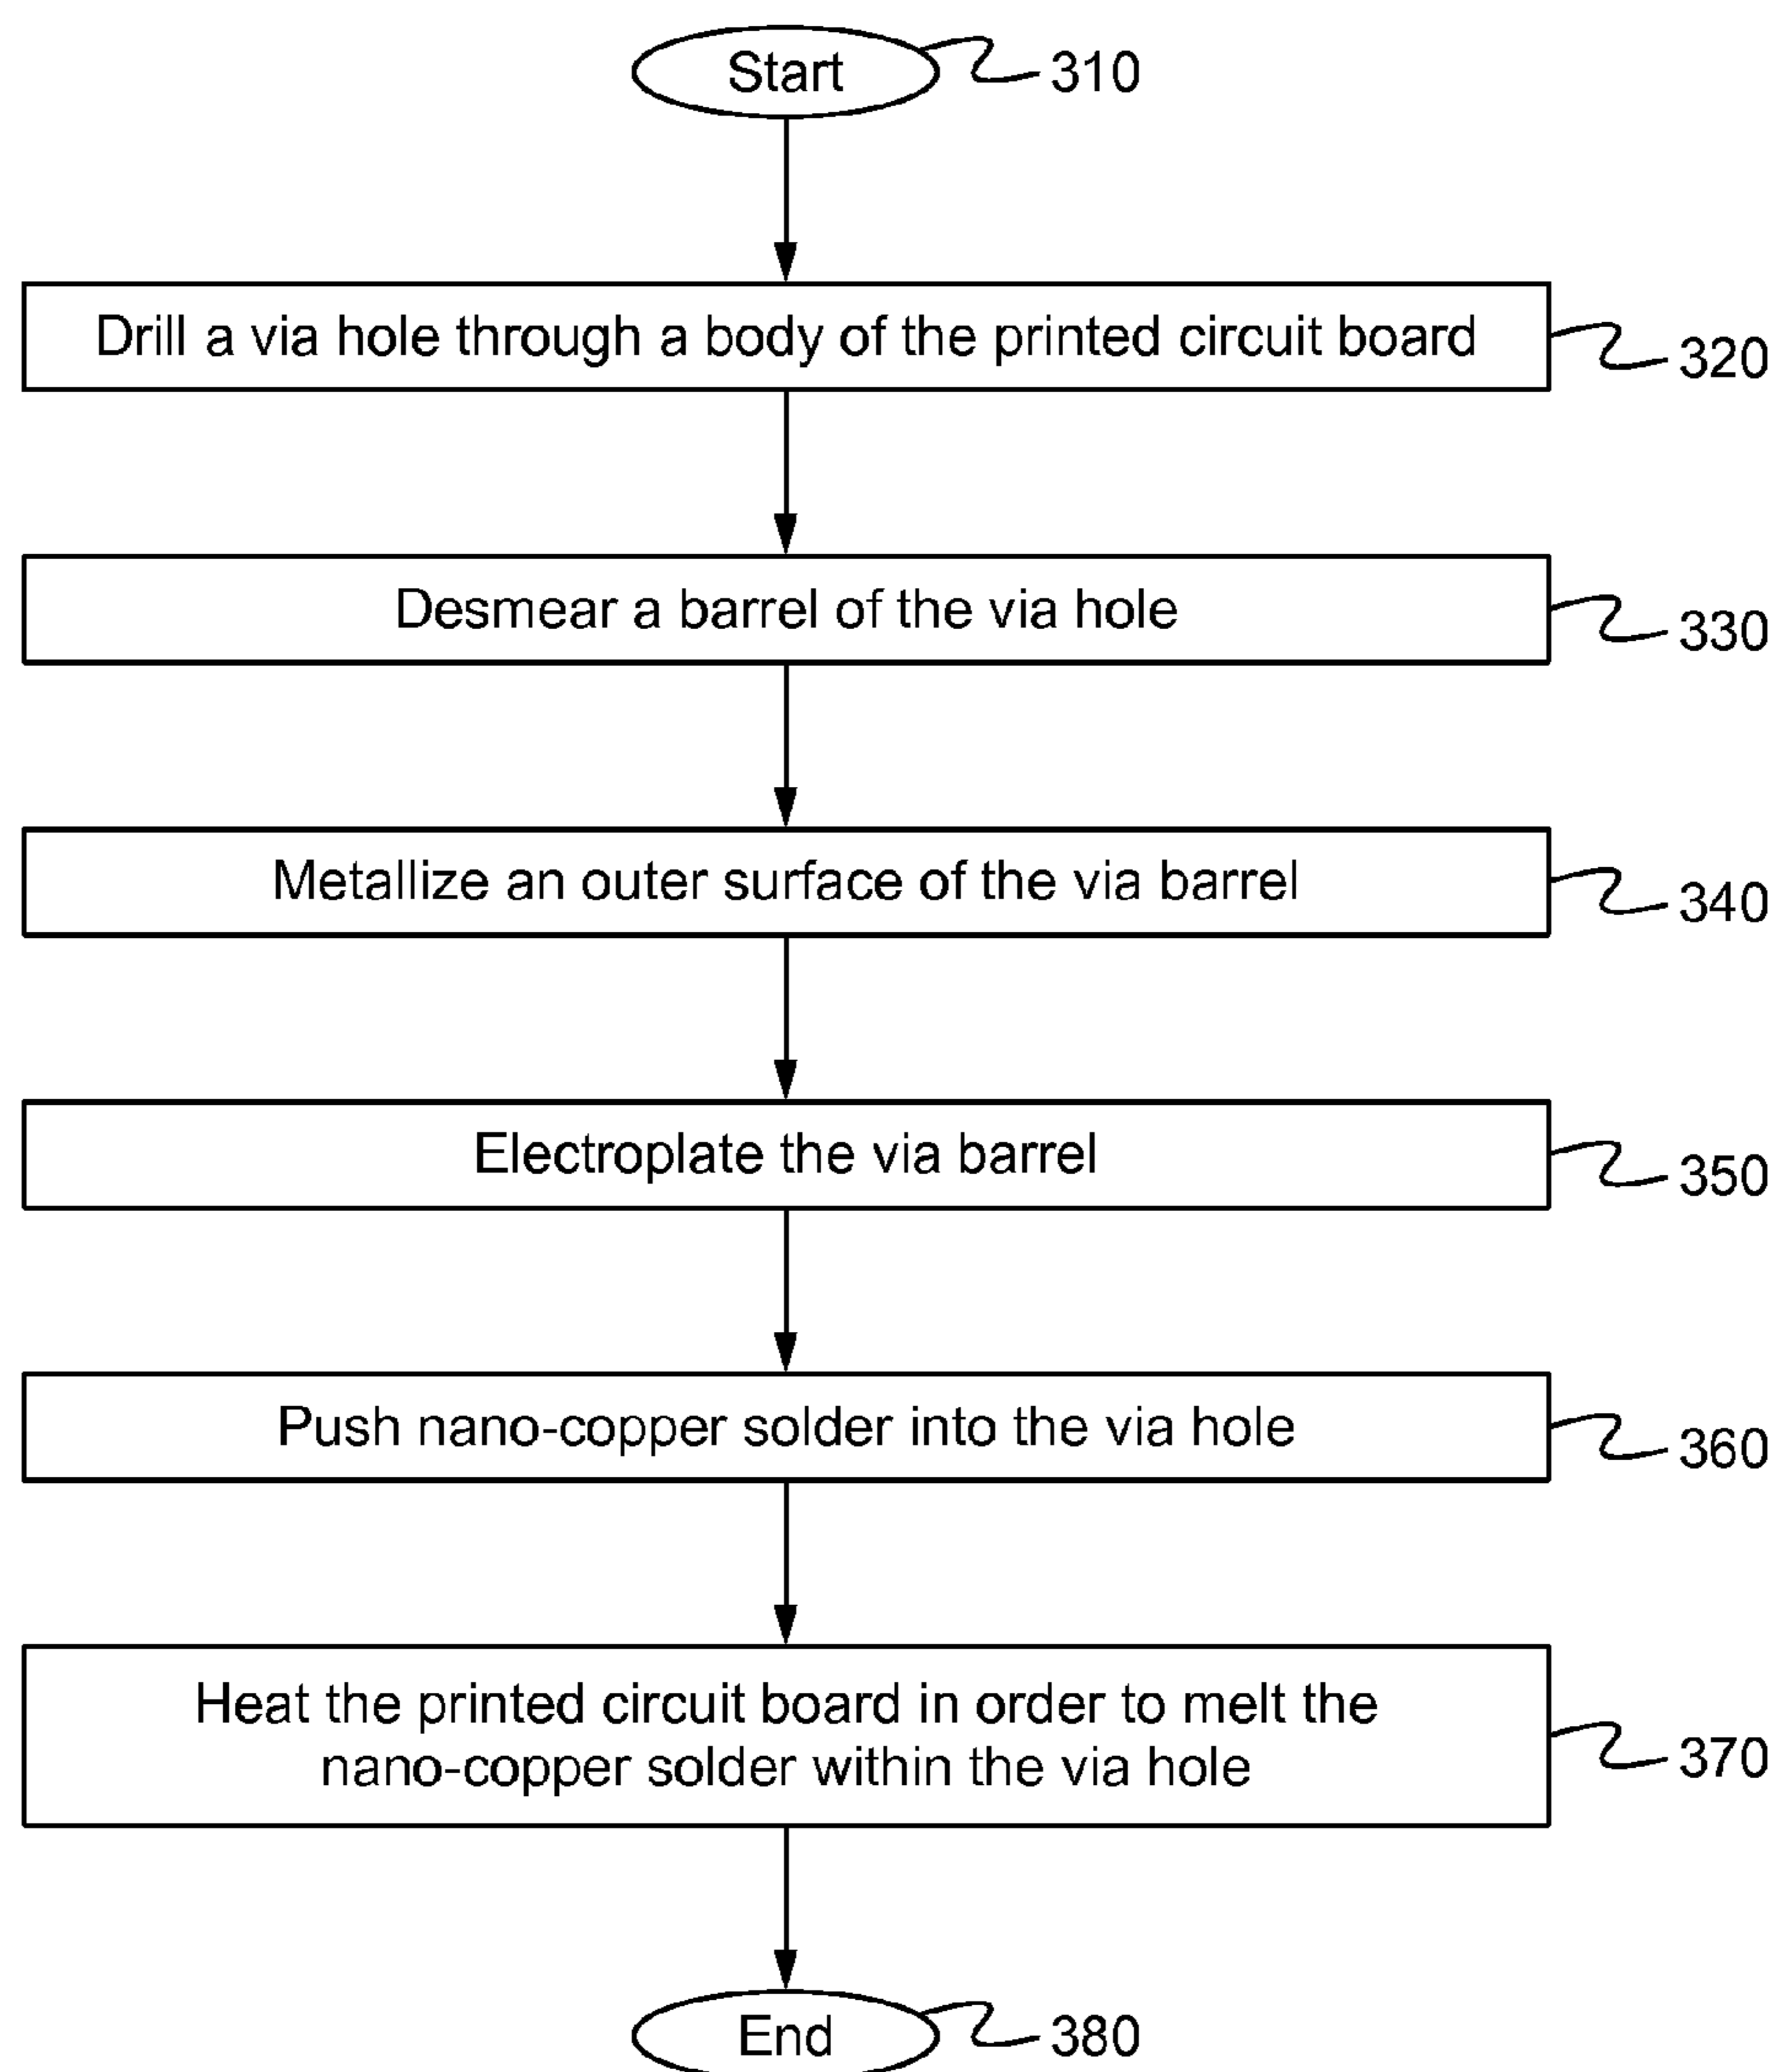 Start
310
Drill a via hole through a body of the printed circuit board
320
Desmear a barrel of the via hole
330
Metallize an outer surface of the via barrel
340
Electroplate the via barrel
350
Push nano-copper solder into the via hole
360
Heat the printed circuit board in order to melt the
nano-copper solder within the via hole
370
End
380